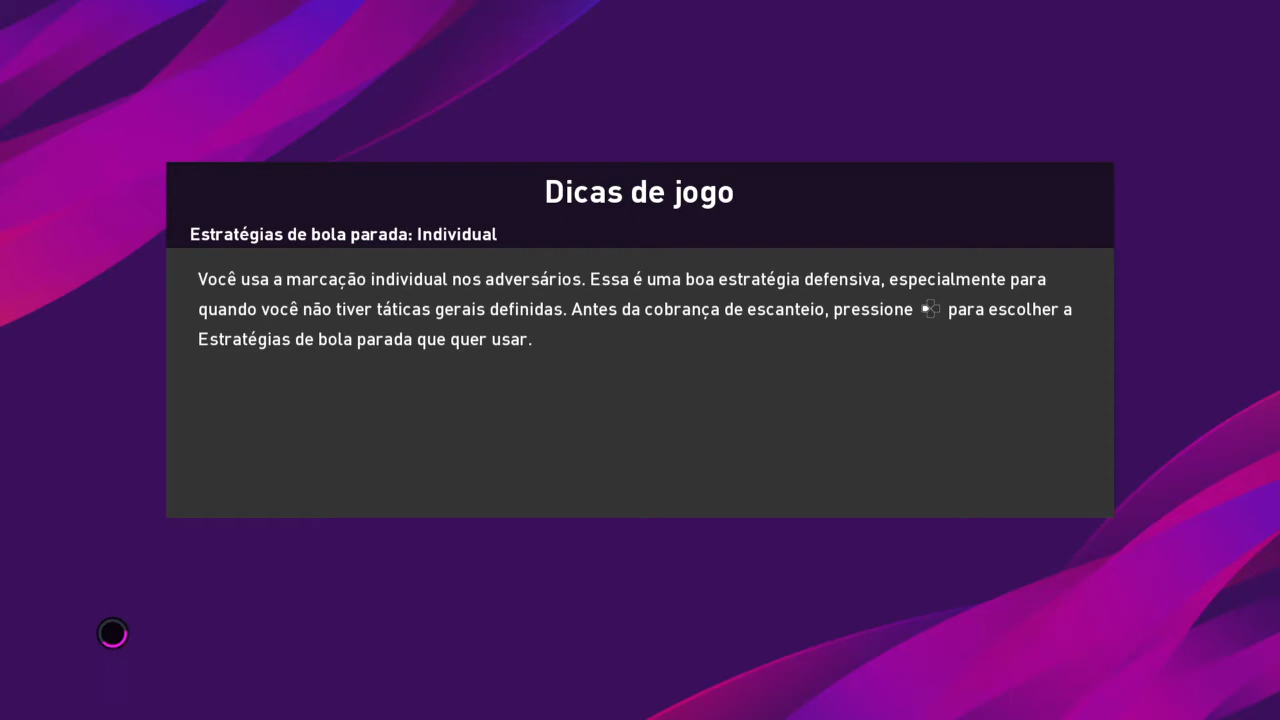 Dicas de jogo
Estratégias de bola parada: Individual
Você usa a marcação individual nos adversários. Essa é uma boa estratégia defensiva, especialmente para
quando você não tiver táticas gerais definidas. Antes da cobrança de escanteio, pressione para escolher a
Estratégias de bola parada que quer usar.